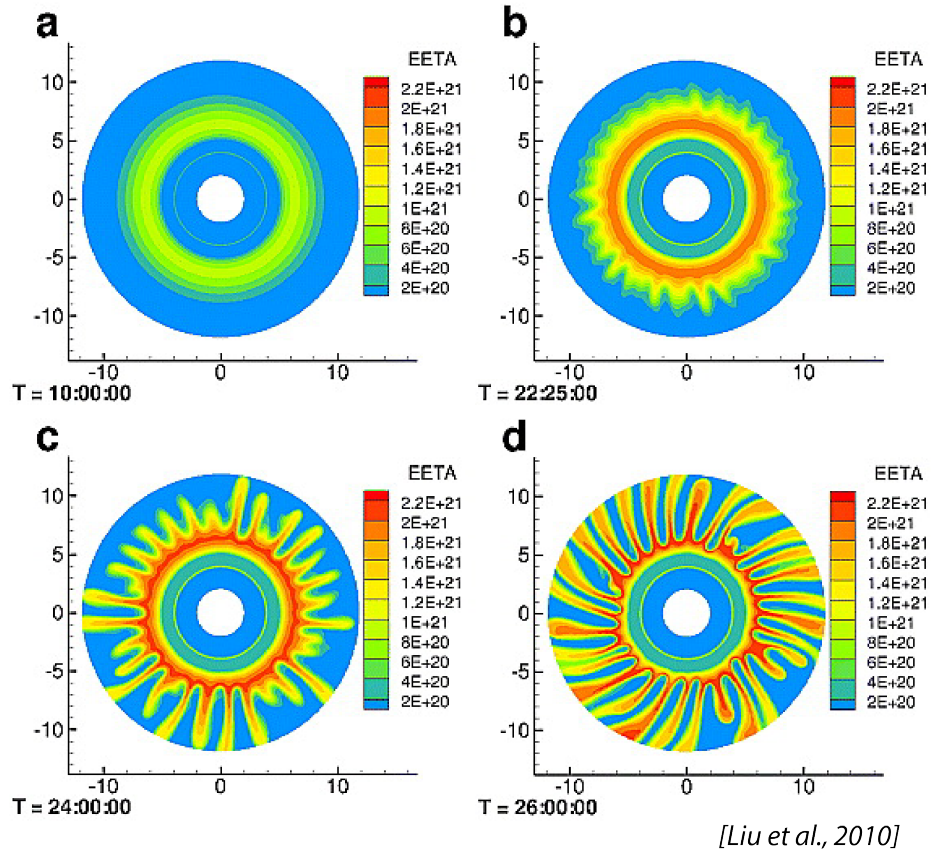 a
EETA
10
5
0
-5
-10
2.2E+21
2E+21
1.8E+21
1.6E+21
1.4E+21
1.2E+21
1E+21
8E+20
6E+20
4E+20
2E+20
-10 0 10
T = 10:00:00
b
EETA
10
5
0
-5
-10
2.2E+21
2E+21
1.8E+21
1.6E+21
1.4E+21
1.2E+21
1E+21
8E+20
6E+20
4E+20
2E+20
-10 0 10
T = 22:25:00
c
EETA
10
5
0
-5
-10
2.2E+21
2E+21
1.8E+21
1.6E+21
1.4E+21
1.2E+21
1E+21
8E+20
6E+20
4E+20
2E+20
-10 0 10
T = 24:00:00
d
EETA
10
5
0
-5
-10
2.2E+21
2E+21
1.8E+21
1.6E+21
1.4E+21
1.2E+21
1E+21
8E+20
6E+20
4E+20
2E+20
-10 0 10
T = 26:00:00
[Liu et al., 2010]